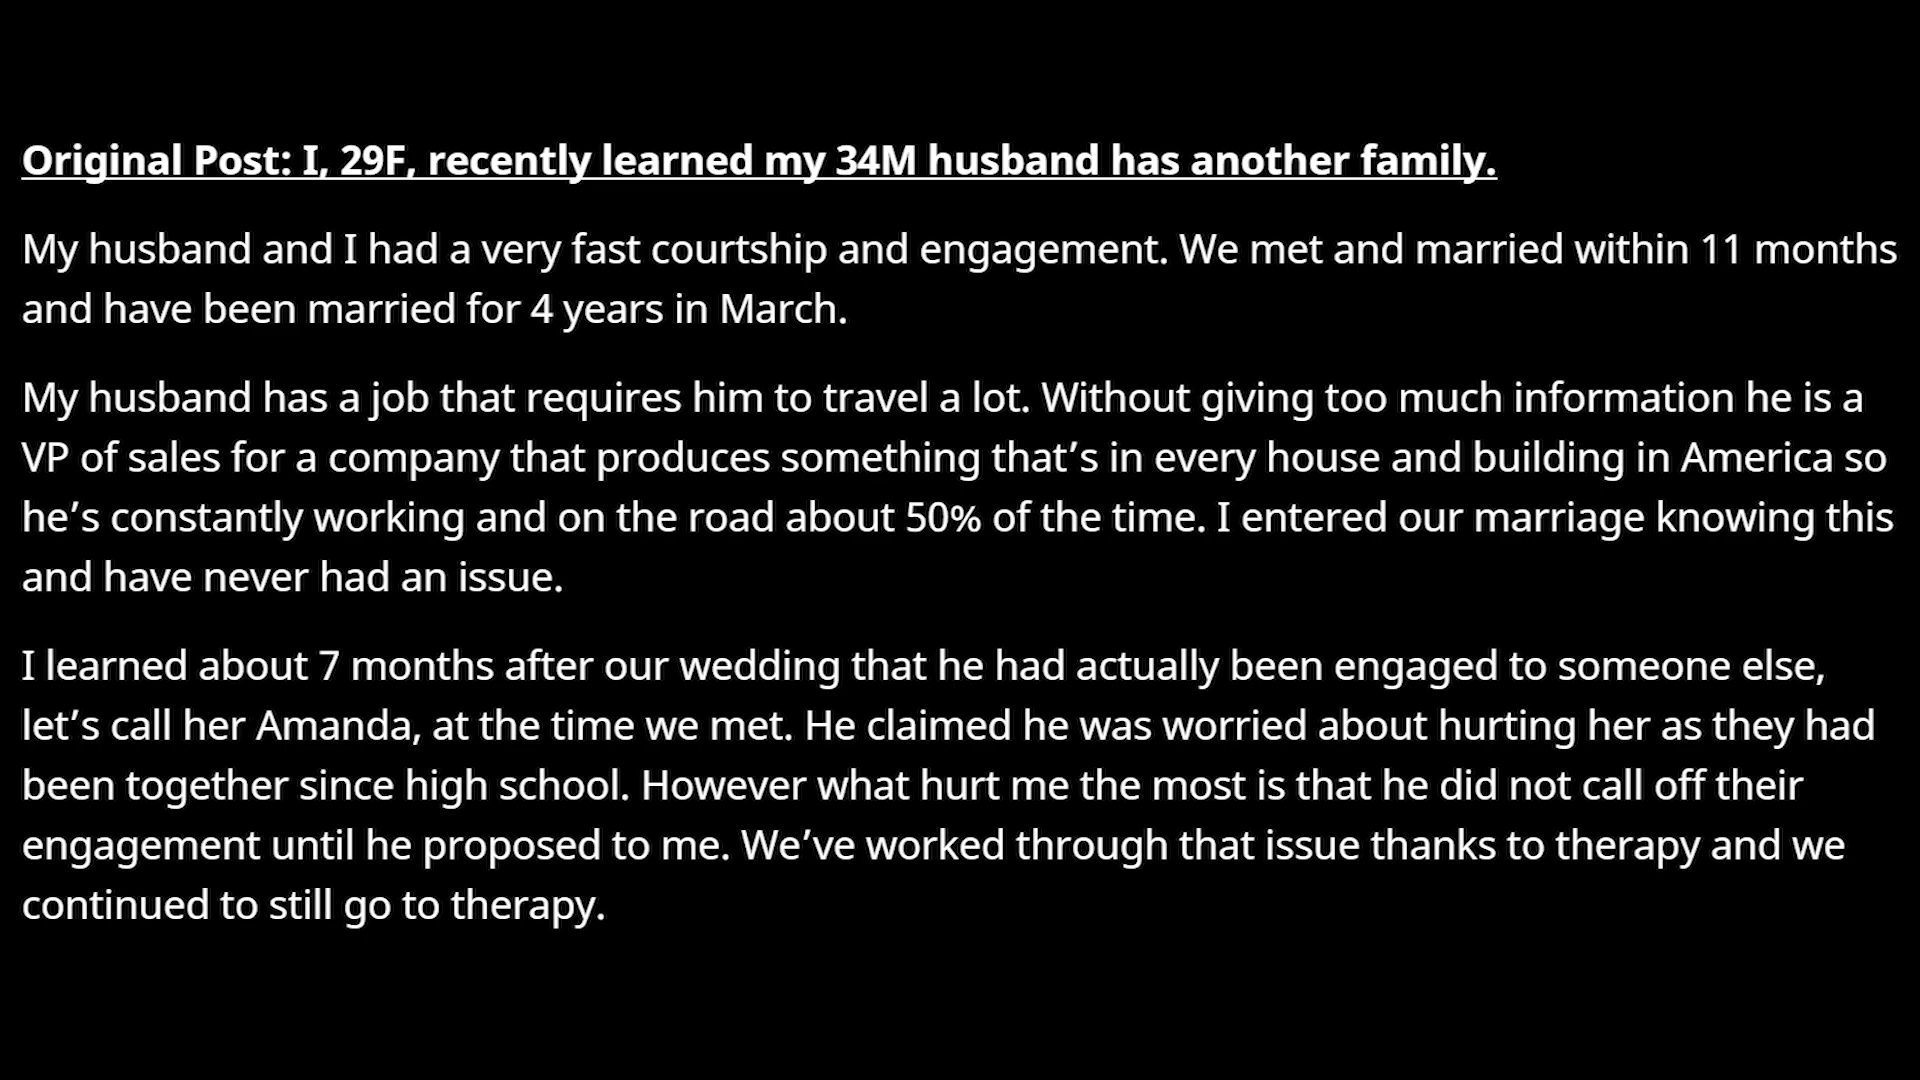 Original Post: I, 29F, recently learned my 34M husband has another family.
My husband and I had a very fast courtship and engagement. We met and married within 11 months
and have been married for 4 years in March.
My husband has a job that requires him to travel a lot. Without giving too much information he is a
VP of sales for a company that produces something that’s in every house and building in America so
he’s constantly working and on the road about 50% of the time. I entered our marriage knowing this
and have never had an issue.
I learned about 7 months after our wedding that he had actually been engaged to someone else,
let’s call her Amanda, at the time we met. He claimed he was worried about hurting her as they had
been together since high school. However what hurt me the most is that he did not call off their
engagement until he proposed to me. We’ve worked through that issue thanks to therapy and we
continued to still go to therapy.